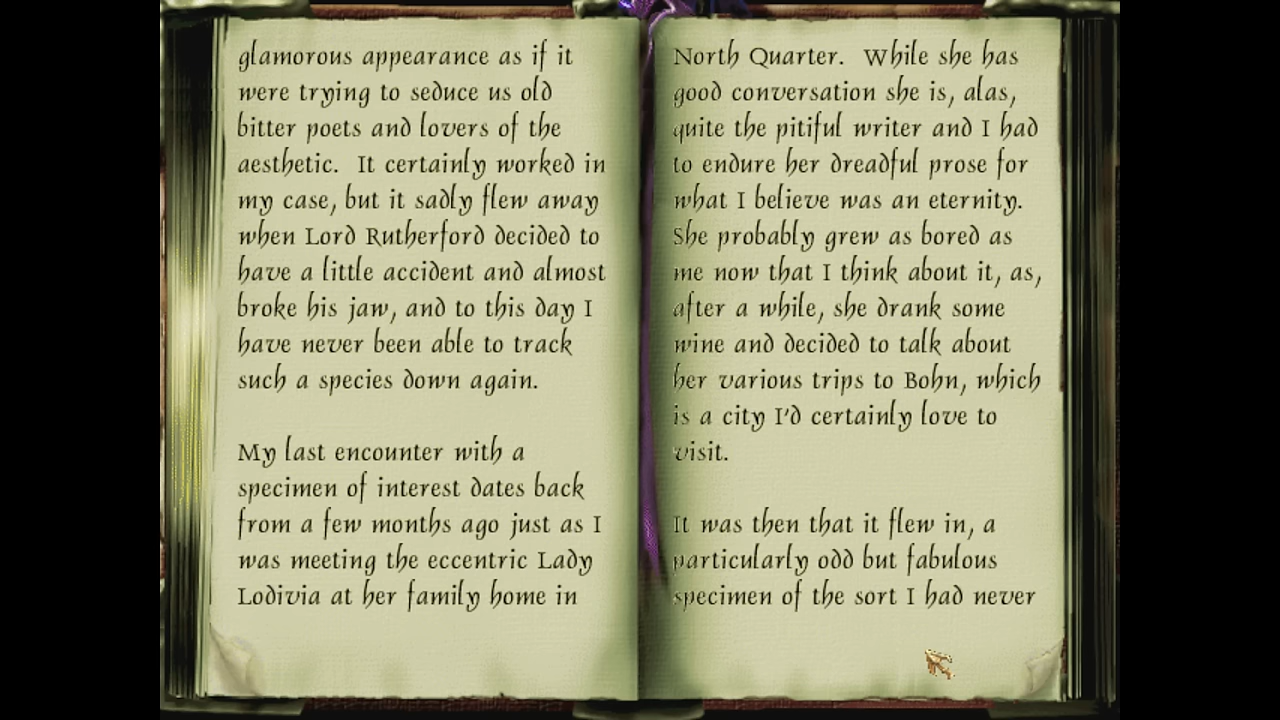 glamorous appearance as if it
were trying to seduce us old
bitter poets and lovers of the
aesthetic.  It certainly worked in
my case, but it sadly flew away
when Lord Rutherford decided to
have a little accident and almost
broke his jaw, and to this day I
have never been able to track
such a species down again.
My last encounter with a
specimen of interest dates back
from a few months ago just as I
was meeting the eccentric Lady
Lodivia at her family home in
North Quarter.  While she has
good conversation she is, alas,
quite the pitiful writer and I had
to endure her dreadful prose for
what I believe was an eternity.
She probably grew as bored as
me now that I think about it, as,
after a while, she drank some
wine and decided to talk about
her various trips to Bohn, which
is a city I'd certainly love to
visit.
It was then that it flew in, a
particularly odd but fabulous
specimen of the sort I had never